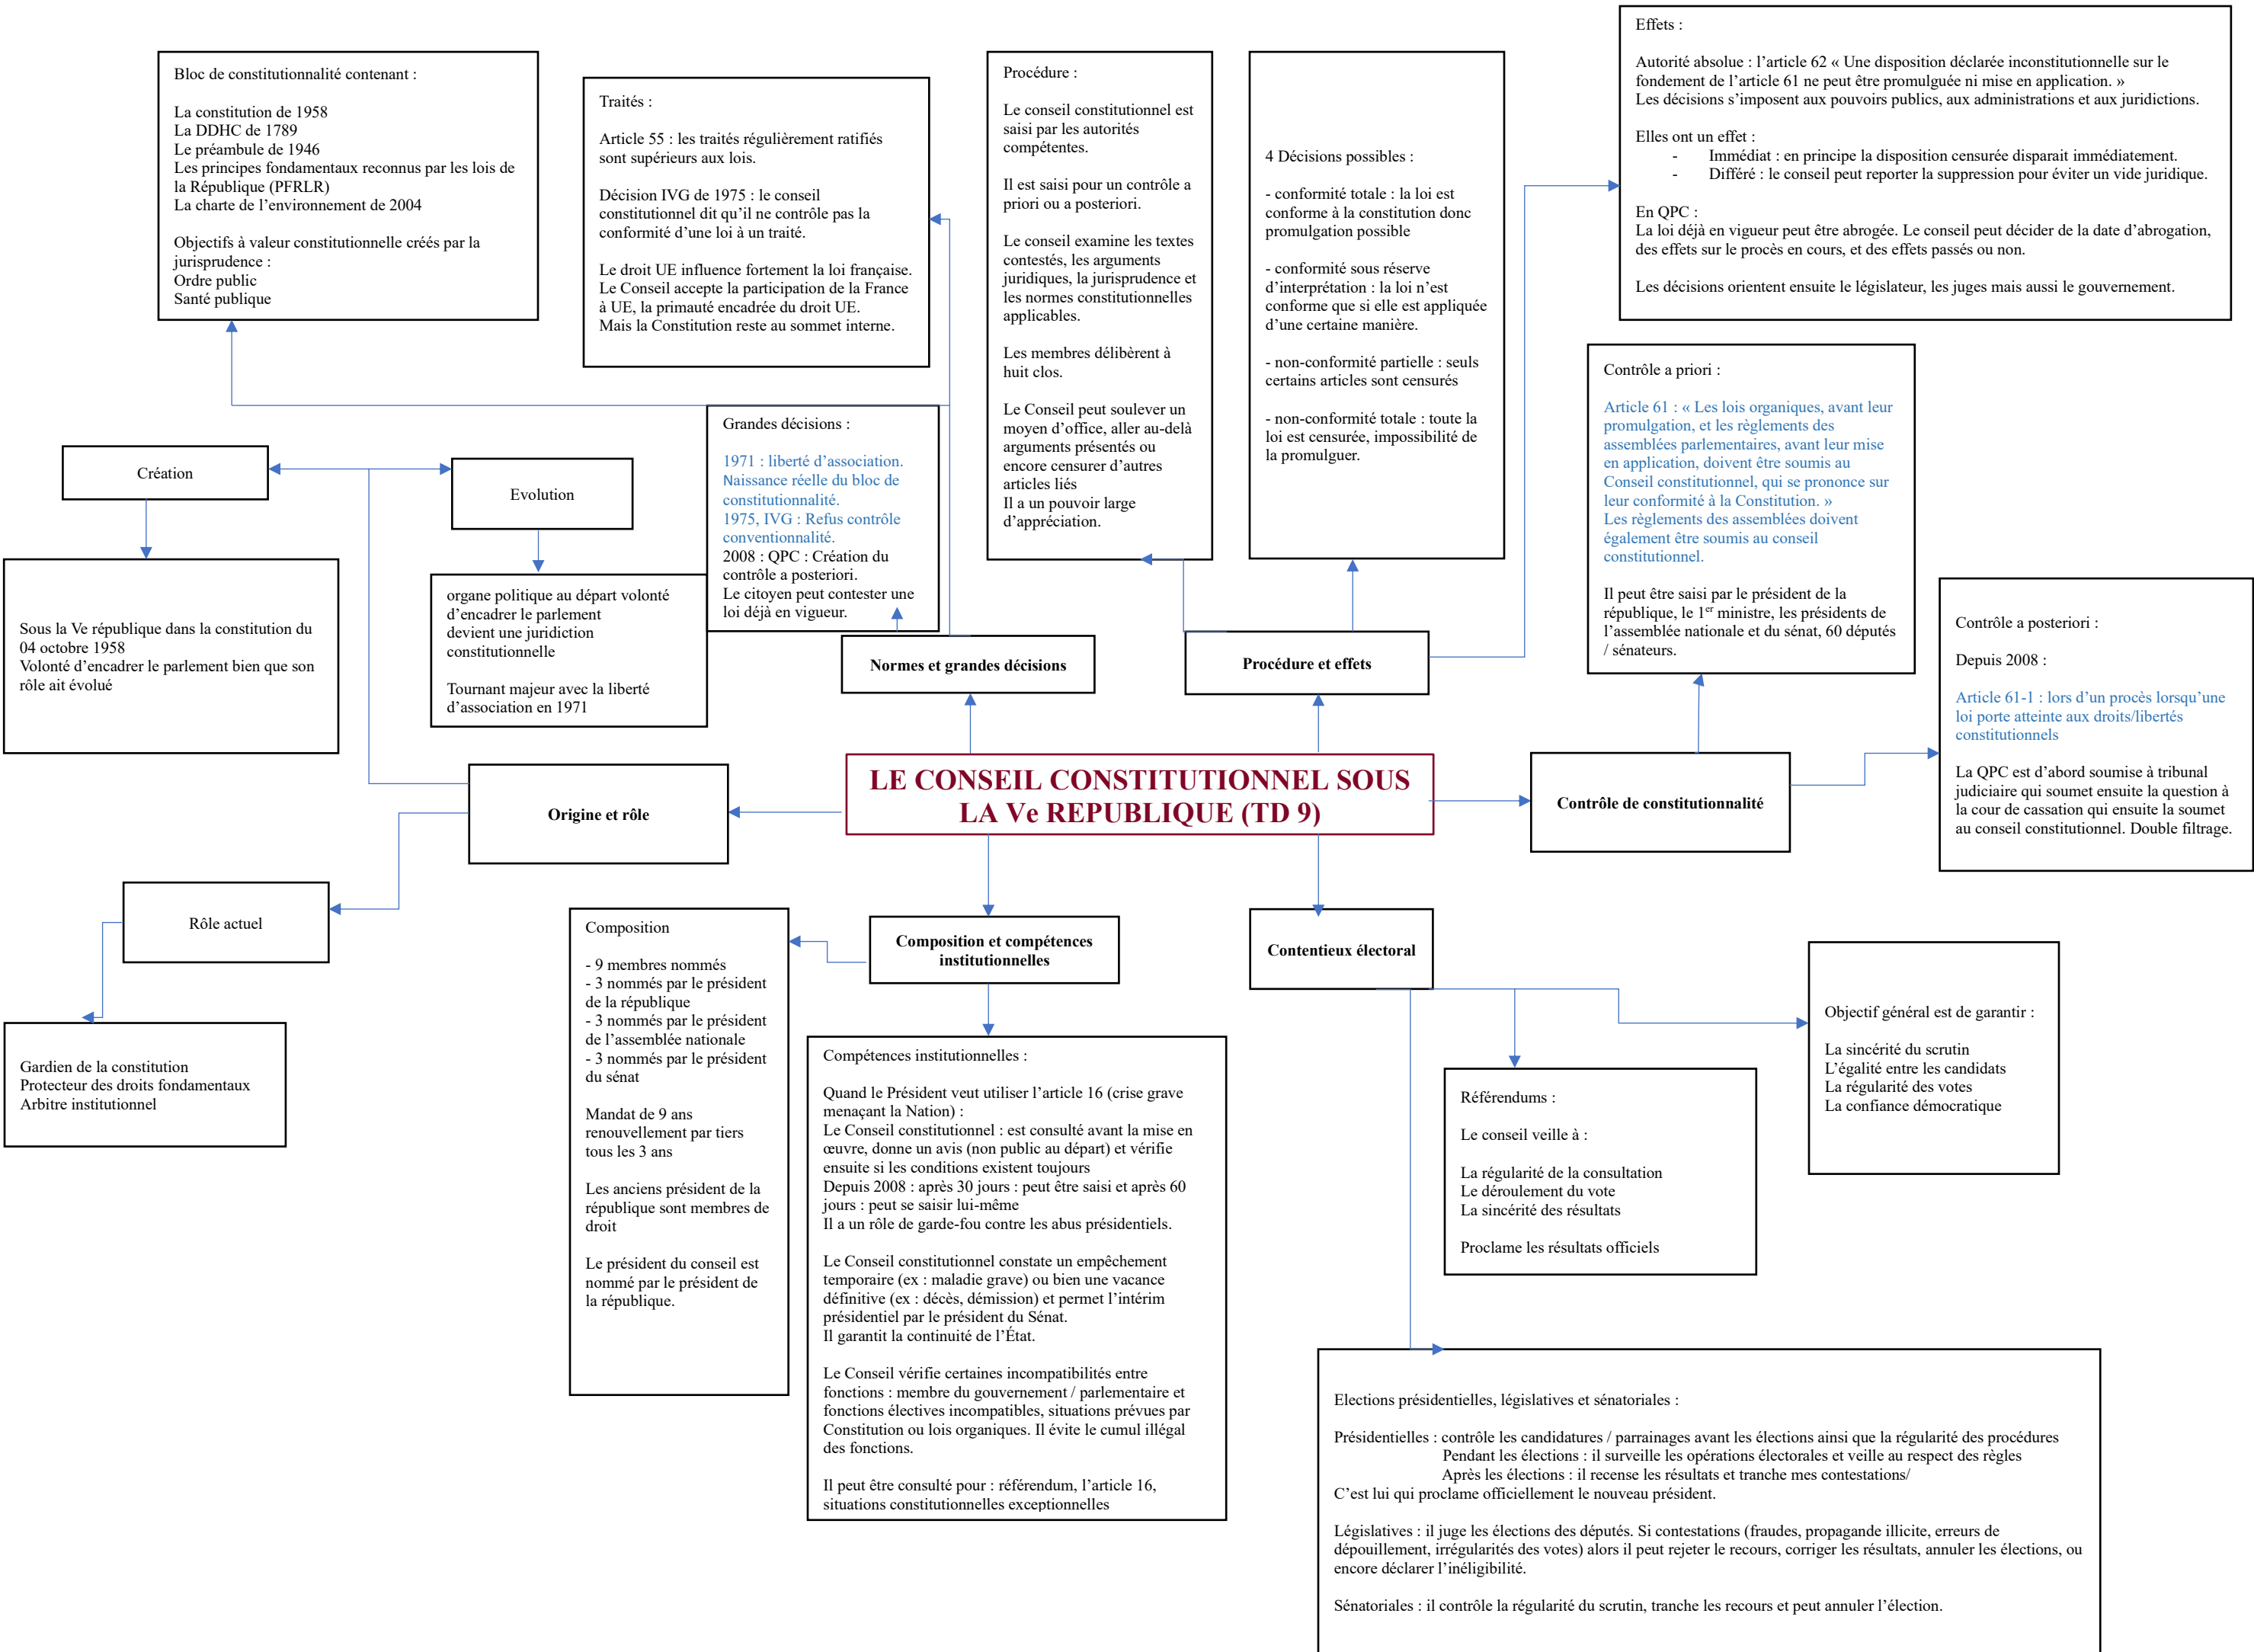 Bloc de constitutionnalité contenant :
La constitution de 1958
La DDHC de 1789
Le préambule de 1946
Les principes fondamentaux reconnus par les lois de
la République (PFRLR)
La charte de l’environnement de 2004
Objectifs à valeur constitutionnelle créés par la
jurisprudence :
Ordre public
Santé publique
Traités :
Article 55 : les traités régulièrement ratifiés
sont supérieurs aux lois.
Décision IVG de 1975 : le conseil
constitutionnel dit qu’il ne contrôle pas la
conformité d’une loi à un traité.
Le droit UE influence fortement la loi française.
Le Conseil accepte la participation de la France
à UE, la primauté encadrée du droit UE.
Mais la Constitution reste au sommet interne.
Procédure :
Le conseil constitutionnel est
saisi par les autorités
compétentes.
Il est saisi pour un contrôle a
priori ou a posteriori.
Le conseil examine les textes
contestés, les arguments
juridiques, la jurisprudence et
les normes constitutionnelles
applicables.
Les membres délibèrent à
huit clos.
Le Conseil peut soulever un
moyen d’office, aller au-delà
arguments présentés ou
encore censurer d’autres
articles liés
Il a un pouvoir large
d’appréciation.
4 Décisions possibles :
- conformité totale : la loi est
conforme à la constitution donc
promulgation possible
- conformité sous réserve
d’interprétation : la loi n’est
conforme que si elle est appliquée
d’une certaine manière.
- non-conformité partielle : seuls
certains articles sont censurés
- non-conformité totale : toute la
loi est censurée, impossibilité de
la promulguer.
Effets :
Autorité absolue : l’article 62 « Une disposition déclarée inconstitutionnelle sur le
fondement de l’article 61 ne peut être promulguée ni mise en application. »
Les décisions s’imposent aux pouvoirs publics, aux administrations et aux juridictions.
Elles ont un effet :
- Immédiat : en principe la disposition censurée disparait immédiatement.
- Différé : le conseil peut reporter la suppression pour éviter un vide juridique.
En QPC :
La loi déjà en vigueur peut être abrogée. Le conseil peut décider de la date d’abrogation,
des effets sur le procès en cours, et des effets passés ou non.
Les décisions orientent ensuite le législateur, les juges mais aussi le gouvernement.
Contrôle a priori :
Article 61 : « Les lois organiques, avant leur
promulgation, et les règlements des
assemblées parlementaires, avant leur mise
en application, doivent être soumis au
Conseil constitutionnel, qui se prononce sur
leur conformité à la Constitution. »
Les règlements des assemblées doivent
également être soumis au conseil
constitutionnel.
Il peut être saisi par le président de la
république, le 1er ministre, les présidents de
l’assemblée nationale et du sénat, 60 députés
/ sénateurs.
Création
Evolution
Grandes décisions :
1971 : liberté d’association.
Naissance réelle du bloc de
constitutionnalité.
1975, IVG : Refus contrôle
conventionnalité.
2008 : QPC : Création du
contrôle a posteriori.
Le citoyen peut contester une
loi déjà en vigueur.
Sous la Ve république dans la constitution du
04 octobre 1958
Volonté d’encadrer le parlement bien que son
rôle ait évolué
organe politique au départ volonté
d’encadrer le parlement
devient une juridiction
constitutionnelle
Tournant majeur avec la liberté
d’association en 1971
Normes et grandes décisions
Procédure et effets
Contrôle a posteriori :
Depuis 2008 :
Article 61-1 : lors d’un procès lorsqu’une
loi porte atteinte aux droits/libertés
constitutionnels
La QPC est d’abord soumise à tribunal
judiciaire qui soumet ensuite la question à
la cour de cassation qui ensuite la soumet
au conseil constitutionnel. Double filtrage.
Origine et rôle
LE CONSEIL CONSTITUTIONNEL SOUS
LA Ve REPUBLIQUE (TD 9)
Contrôle de constitutionnalité
Rôle actuel
Gardien de la constitution
Protecteur des droits fondamentaux
Arbitre institutionnel
Composition
- 9 membres nommés
- 3 nommés par le président
de la république
- 3 nommés par le président
de l’assemblée nationale
- 3 nommés par le président
du sénat
Mandat de 9 ans
renouvellement par tiers
tous les 3 ans
Les anciens président de la
république sont membres de
droit
Le président du conseil est
nommé par le président de
la république.
Composition et compétences
institutionnelles
Compétences institutionnelles :
Quand le Président veut utiliser l’article 16 (crise grave
menaçant la Nation) :
Le Conseil constitutionnel : est consulté avant la mise en
œuvre, donne un avis (non public au départ) et vérifie
ensuite si les conditions existent toujours
Depuis 2008 : après 30 jours : peut être saisi et après 60
jours : peut se saisir lui-même
Il a un rôle de garde-fou contre les abus présidentiels.
Le Conseil constitutionnel constate un empêchement
temporaire (ex : maladie grave) ou bien une vacance
définitive (ex : décès, démission) et permet l’intérim
présidentiel par le président du Sénat.
Il garantit la continuité de l’État.
Le Conseil vérifie certaines incompatibilités entre
fonctions : membre du gouvernement / parlementaire et
fonctions électives incompatibles, situations prévues par
Constitution ou lois organiques. Il évite le cumul illégal
des fonctions.
Il peut être consulté pour : référendum, l’article 16,
situations constitutionnelles exceptionnelles
Contentieux électoral
Référendums :
Le conseil veille à :
La régularité de la consultation
Le déroulement du vote
La sincérité des résultats
Proclame les résultats officiels
Objectif général est de garantir :
La sincérité du scrutin
L’égalité entre les candidats
La régularité des votes
La confiance démocratique
Elections présidentielles, législatives et sénatoriales :
Présidentielles : contrôle les candidatures / parrainages avant les élections ainsi que la régularité des procédures
Pendant les élections : il surveille les opérations électorales et veille au respect des règles
Après les élections : il recense les résultats et tranche mes contestations/
C’est lui qui proclame officiellement le nouveau président.
Législatives : il juge les élections des députés. Si contestations (fraudes, propagande illicite, erreurs de
dépouillement, irrégularités des votes) alors il peut rejeter le recours, corriger les résultats, annuler les élections, ou
encore déclarer l’inéligibilité.
Sénatoriales : il contrôle la régularité du scrutin, tranche les recours et peut annuler l’élection.